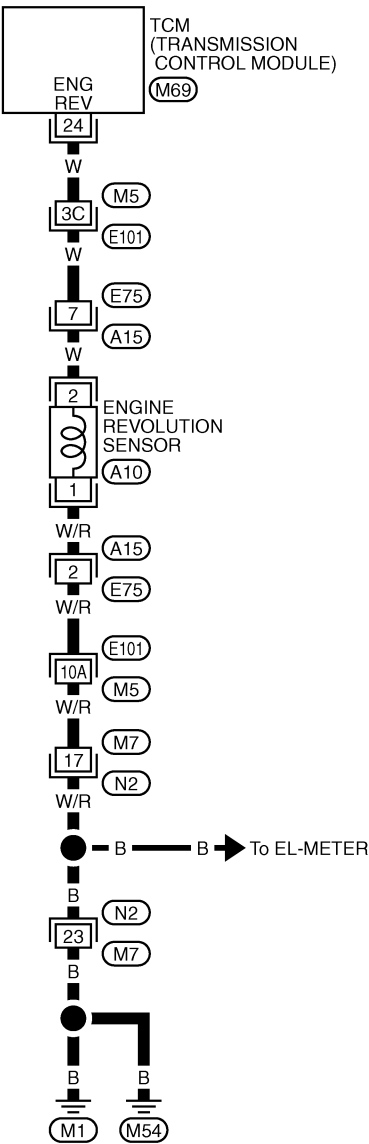 TCM
(TRANSMISSION
CONTROL MODULE)
M69
ENG
REV
24
W
M5
3C
E101
W
E75
7
A15
W
2
ENGINE
REVOLUTION
SENSOR
A10
1
W/R
A15
2
E75
W/R
E101
10A
M5
W/R
M7
17
N2
W/R
B B To EL-METER
B
N2
23
M7
B
B B
M1 M54